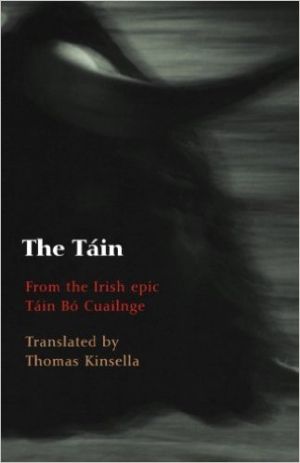 The Táin
From the Irish epic
Táin Bó Cuailnge
Translated by
Thomas Kinsella